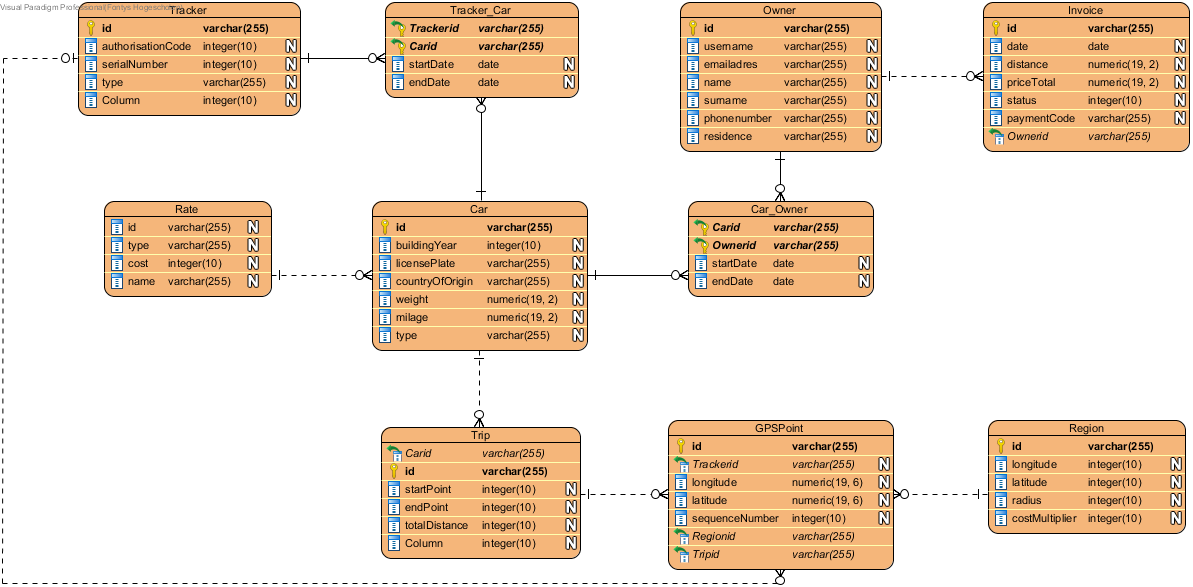 Visual Paradigm Professional(Fontys Hogescho
Tracker
id varchar(255)
authorisationCode integer(10) N
serialNumber integer(10) N
type varchar(255) N
Column integer(10) N
Tracker_Car
Trackerid varchar(255)
Carid varchar(255)
startDate date N
endDate date N
Owner
id varchar(255)
username varchar(255) N
emailadres varchar(255) N
name varchar(255) N
surname varchar(255) N
phonenumber varchar(255) N
residence varchar(255) N
Invoice
id varchar(255)
date date N
distance numeric(19, 2) N
priceTotal numeric(19, 2) N
status integer(10) N
paymentCode varchar(255) N
Ownerid varchar(255)
Rate
id varchar(255) N
type varchar(255) N
cost integer(10) N
name varchar(255) N
Car
id varchar(255)
buildingYear integer(10) N
licensePlate varchar(255) N
countryOfOrigin varchar(255) N
weight numeric(19, 2) N
milage numeric(19, 2) N
type varchar(255) N
Car_Owner
Carid varchar(255)
Ownerid varchar(255)
startDate date N
endDate date N
Trip
Carid varchar(255)
id varchar(255)
startPoint integer(10) N
endPoint integer(10) N
totalDistance integer(10) N
Column integer(10) N
GPSPoint
id varchar(255)
Trackerid varchar(255) N
longitude numeric(19, 6) N
latitude numeric(19, 6) N
sequenceNumber integer(10) N
Regionid varchar(255)
Tripid varchar(255)
Region
id varchar(255)
longitude integer(10) N
latitude integer(10) N
radius integer(10) N
costMultiplier integer(10) N